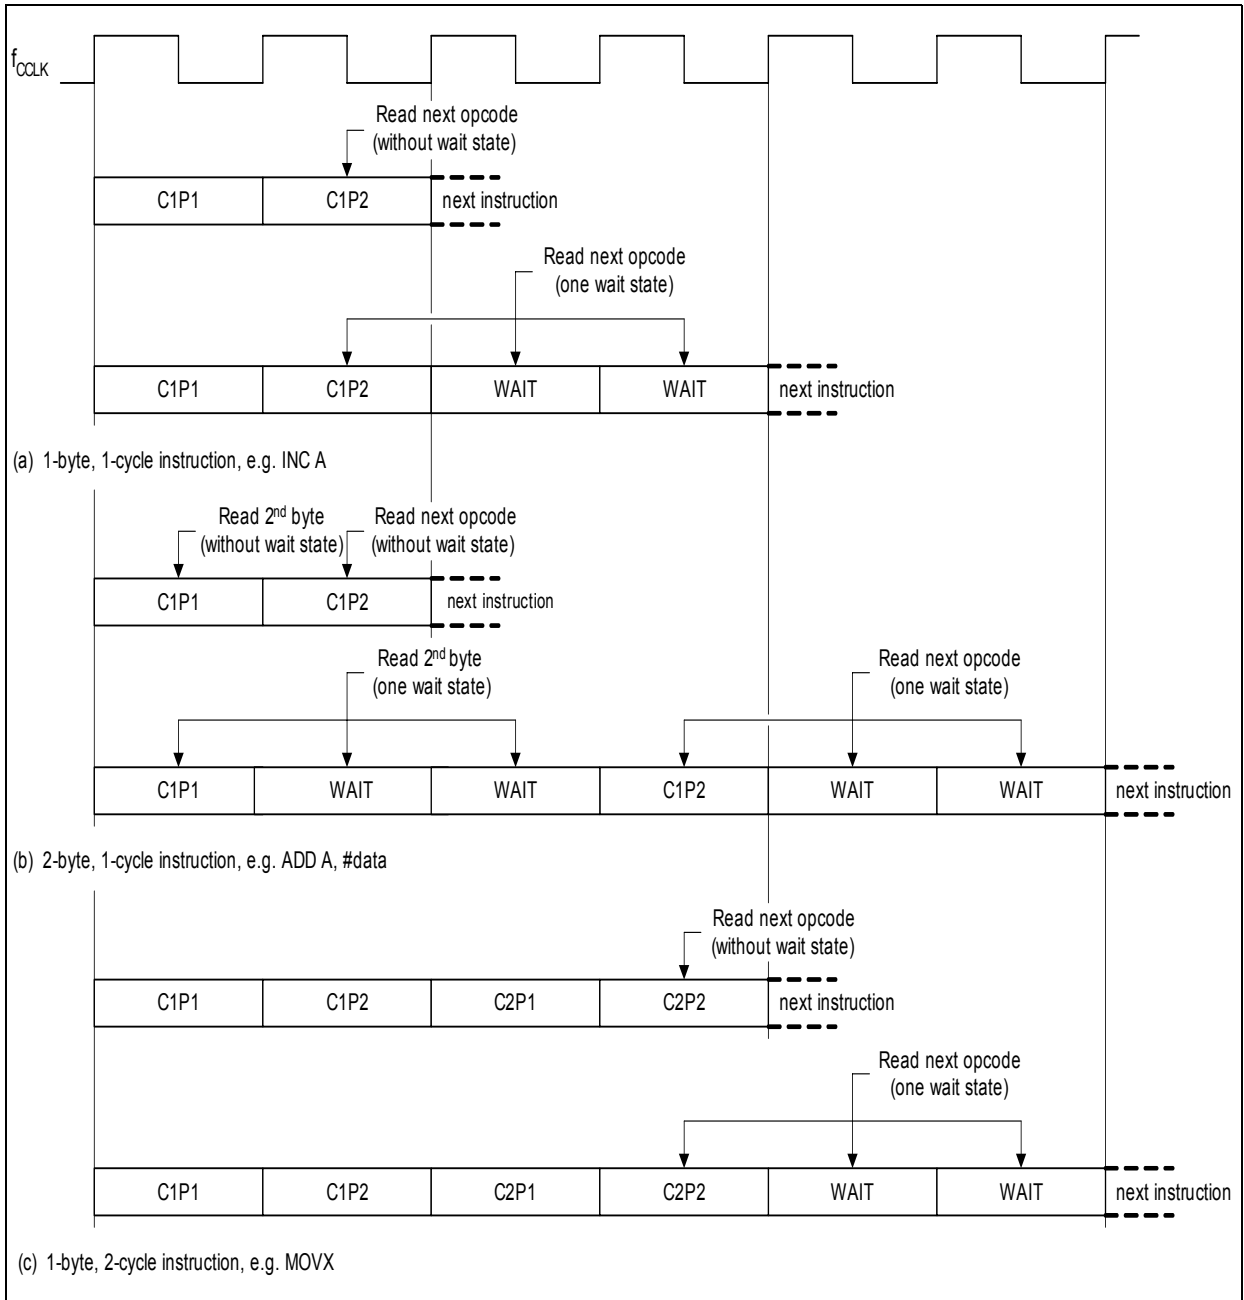 fCCLK
Read next opcode
(without wait state)
C1P1 C1P2 next instruction
Read next opcode
(one wait state)
C1P1 C1P2 WAIT WAIT next instruction
(a) 1-byte, 1-cycle instruction, e.g. INC A
Read 2nd byte Read next opcode
(without wait state) (without wait state)
C1P1 C1P2 next instruction
Read 2nd byte Read next opcode
(one wait state) (one wait state)
C1P1 WAIT WAIT C1P2 WAIT WAIT next instruction
(b) 2-byte, 1-cycle instruction, e.g. ADD A, #data
Read next opcode
(without wait state)
C1P1 C1P2 C2P1 C2P2 next instruction
Read next opcode
(one wait state)
C1P1 C1P2 C2P1 C2P2 WAIT WAIT next instruction
(c) 1-byte, 2-cycle instruction, e.g. MOVX